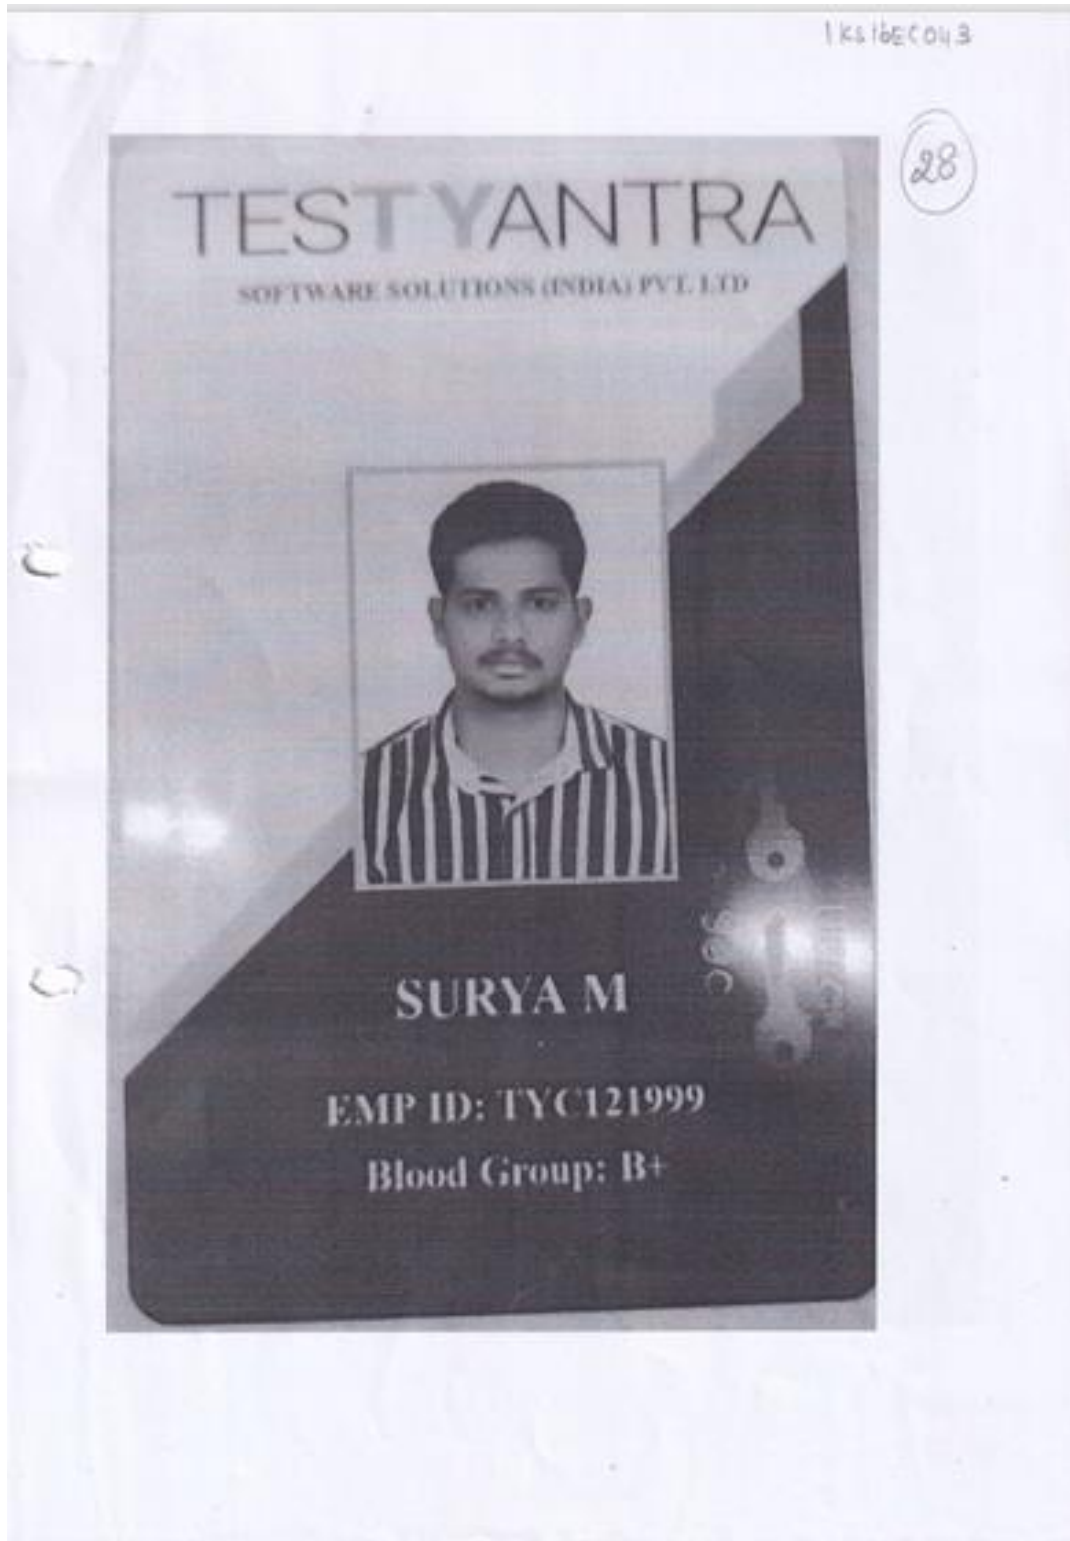 1KS16EC043
28
TESTYANTRA
SOFTWARE SOLUTIONS (INDIA) PVT. LTD
SURYA M
EMP ID: TYC121999
Blood Group: B+